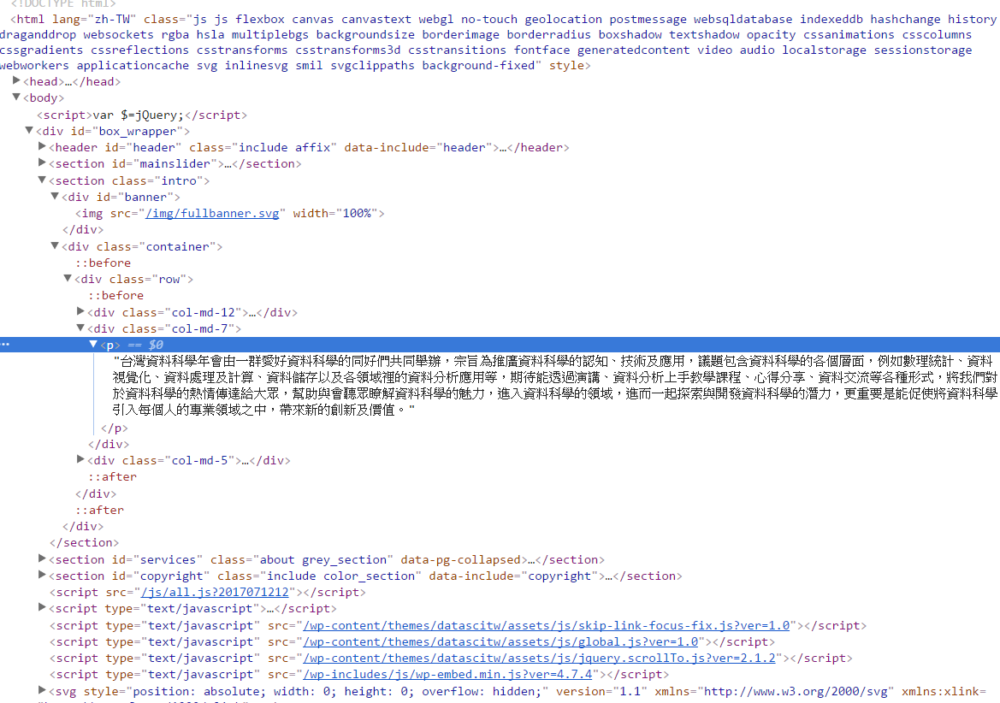 <!DOCTYPE html>
<html lang="zh-TW" class="js js flexbox canvas canvastext webgl no-touch geolocation postmessage websqldatabase indexeddb hashchange history
draganddrop websockets rgba hsla multiplebgs backgroundsize borderimage borderradius boxshadow textshadow opacity cssanimations csscolumns
cssgradients cssreflections csstransforms csstransforms3d csstransitions fontface generatedcontent video audio localstorage sessionstorage
webworkers applicationcache svg inlinesvg smil svgclippaths background-fixed" style>
▶<head>…</head>
▼<body>
<script>var $=jQuery;</script>
▼<div id="box_wrapper">
▶<header id="header" class="include affix" data-include="header">…</header>
▶<section id="mainslider">…</section>
▼<section class="intro">
▼<div id="banner">
<img src="/img/fullbanner.svg" width="100%">
</div>
▼<div class="container">
::before
▼<div class="row">
::before
▶<div class="col-md-12">…</div>
▼<div class="col-md-7">
… ▼<p> == $0
"台灣資料科學年會由一群愛好資料科學的同好們共同舉辦，宗旨為推廣資料科學的認知、技術及應用，議題包含資料科學的各個層面，例如數理統計、資料
視覺化、資料處理及計算、資料儲存以及各領域裡的資料分析應用等，期待能透過演講、資料分析上手教學課程、心得分享、資料交流等各種形式，將我們對
於資料科學的熱情傳達給大眾，幫助與會聽眾瞭解資料科學的魅力，進入資料科學的領域，進而一起探索與開發資料科學的潛力，更重要是能促使將資料科學
引入每個人的專業領域之中，帶來新的創新及價值。"
</p>
</div>
▶<div class="col-md-5">…</div>
::after
</div>
::after
</div>
</section>
▶<section id="services" class="about grey_section" data-pg-collapsed>…</section>
▶<section id="copyright" class="include color_section" data-include="copyright">…</section>
<script src="/js/all.js?2017071212"></script>
▶<script type="text/javascript">…</script>
<script type="text/javascript" src="/wp-content/themes/datascitw/assets/js/skip-link-focus-fix.js?ver=1.0"></script>
<script type="text/javascript" src="/wp-content/themes/datascitw/assets/js/global.js?ver=1.0"></script>
<script type="text/javascript" src="/wp-content/themes/datascitw/assets/js/jquery.scrollTo.js?ver=2.1.2"></script>
<script type="text/javascript" src="/wp-includes/js/wp-embed.min.js?ver=4.7.4"></script>
▶<svg style="position: absolute; width: 0; height: 0; overflow: hidden;" version="1.1" xmlns="http://www.w3.org/2000/svg" xmlns:xlink=